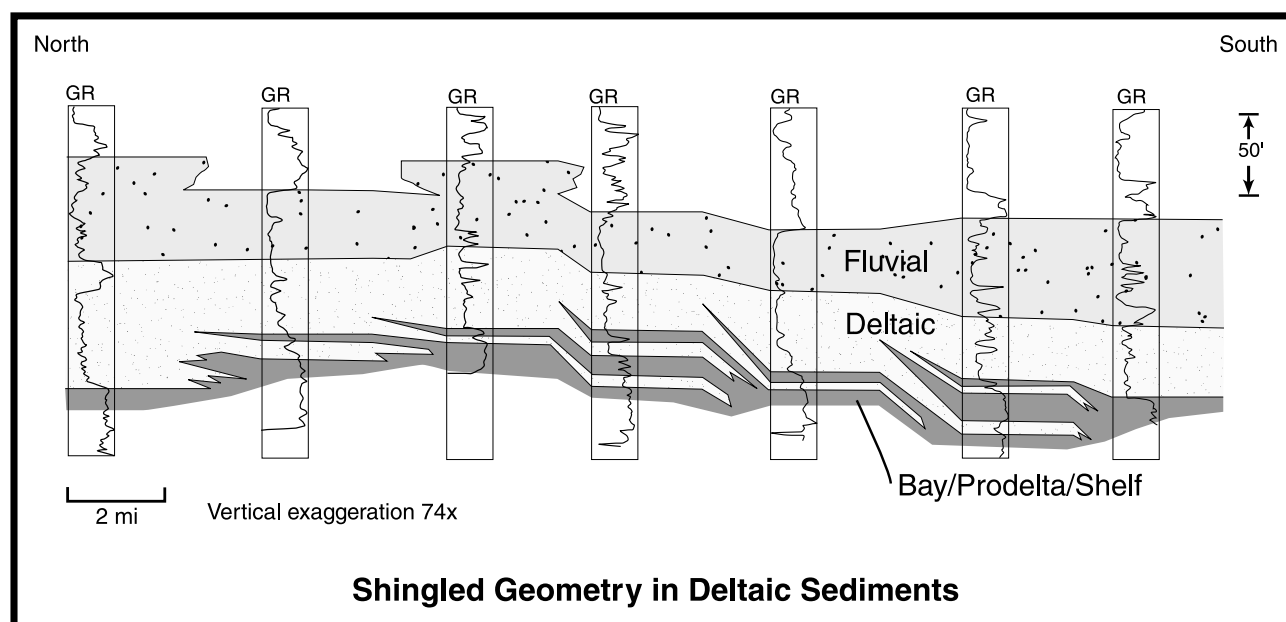 North
South
GR
GR
GR
GR
GR
GR
GR
50'
Fluvial
Deltaic
Bay/Prodelta/Shelf
2 mi
Vertical exaggeration 74x
Shingled Geometry in Deltaic Sediments